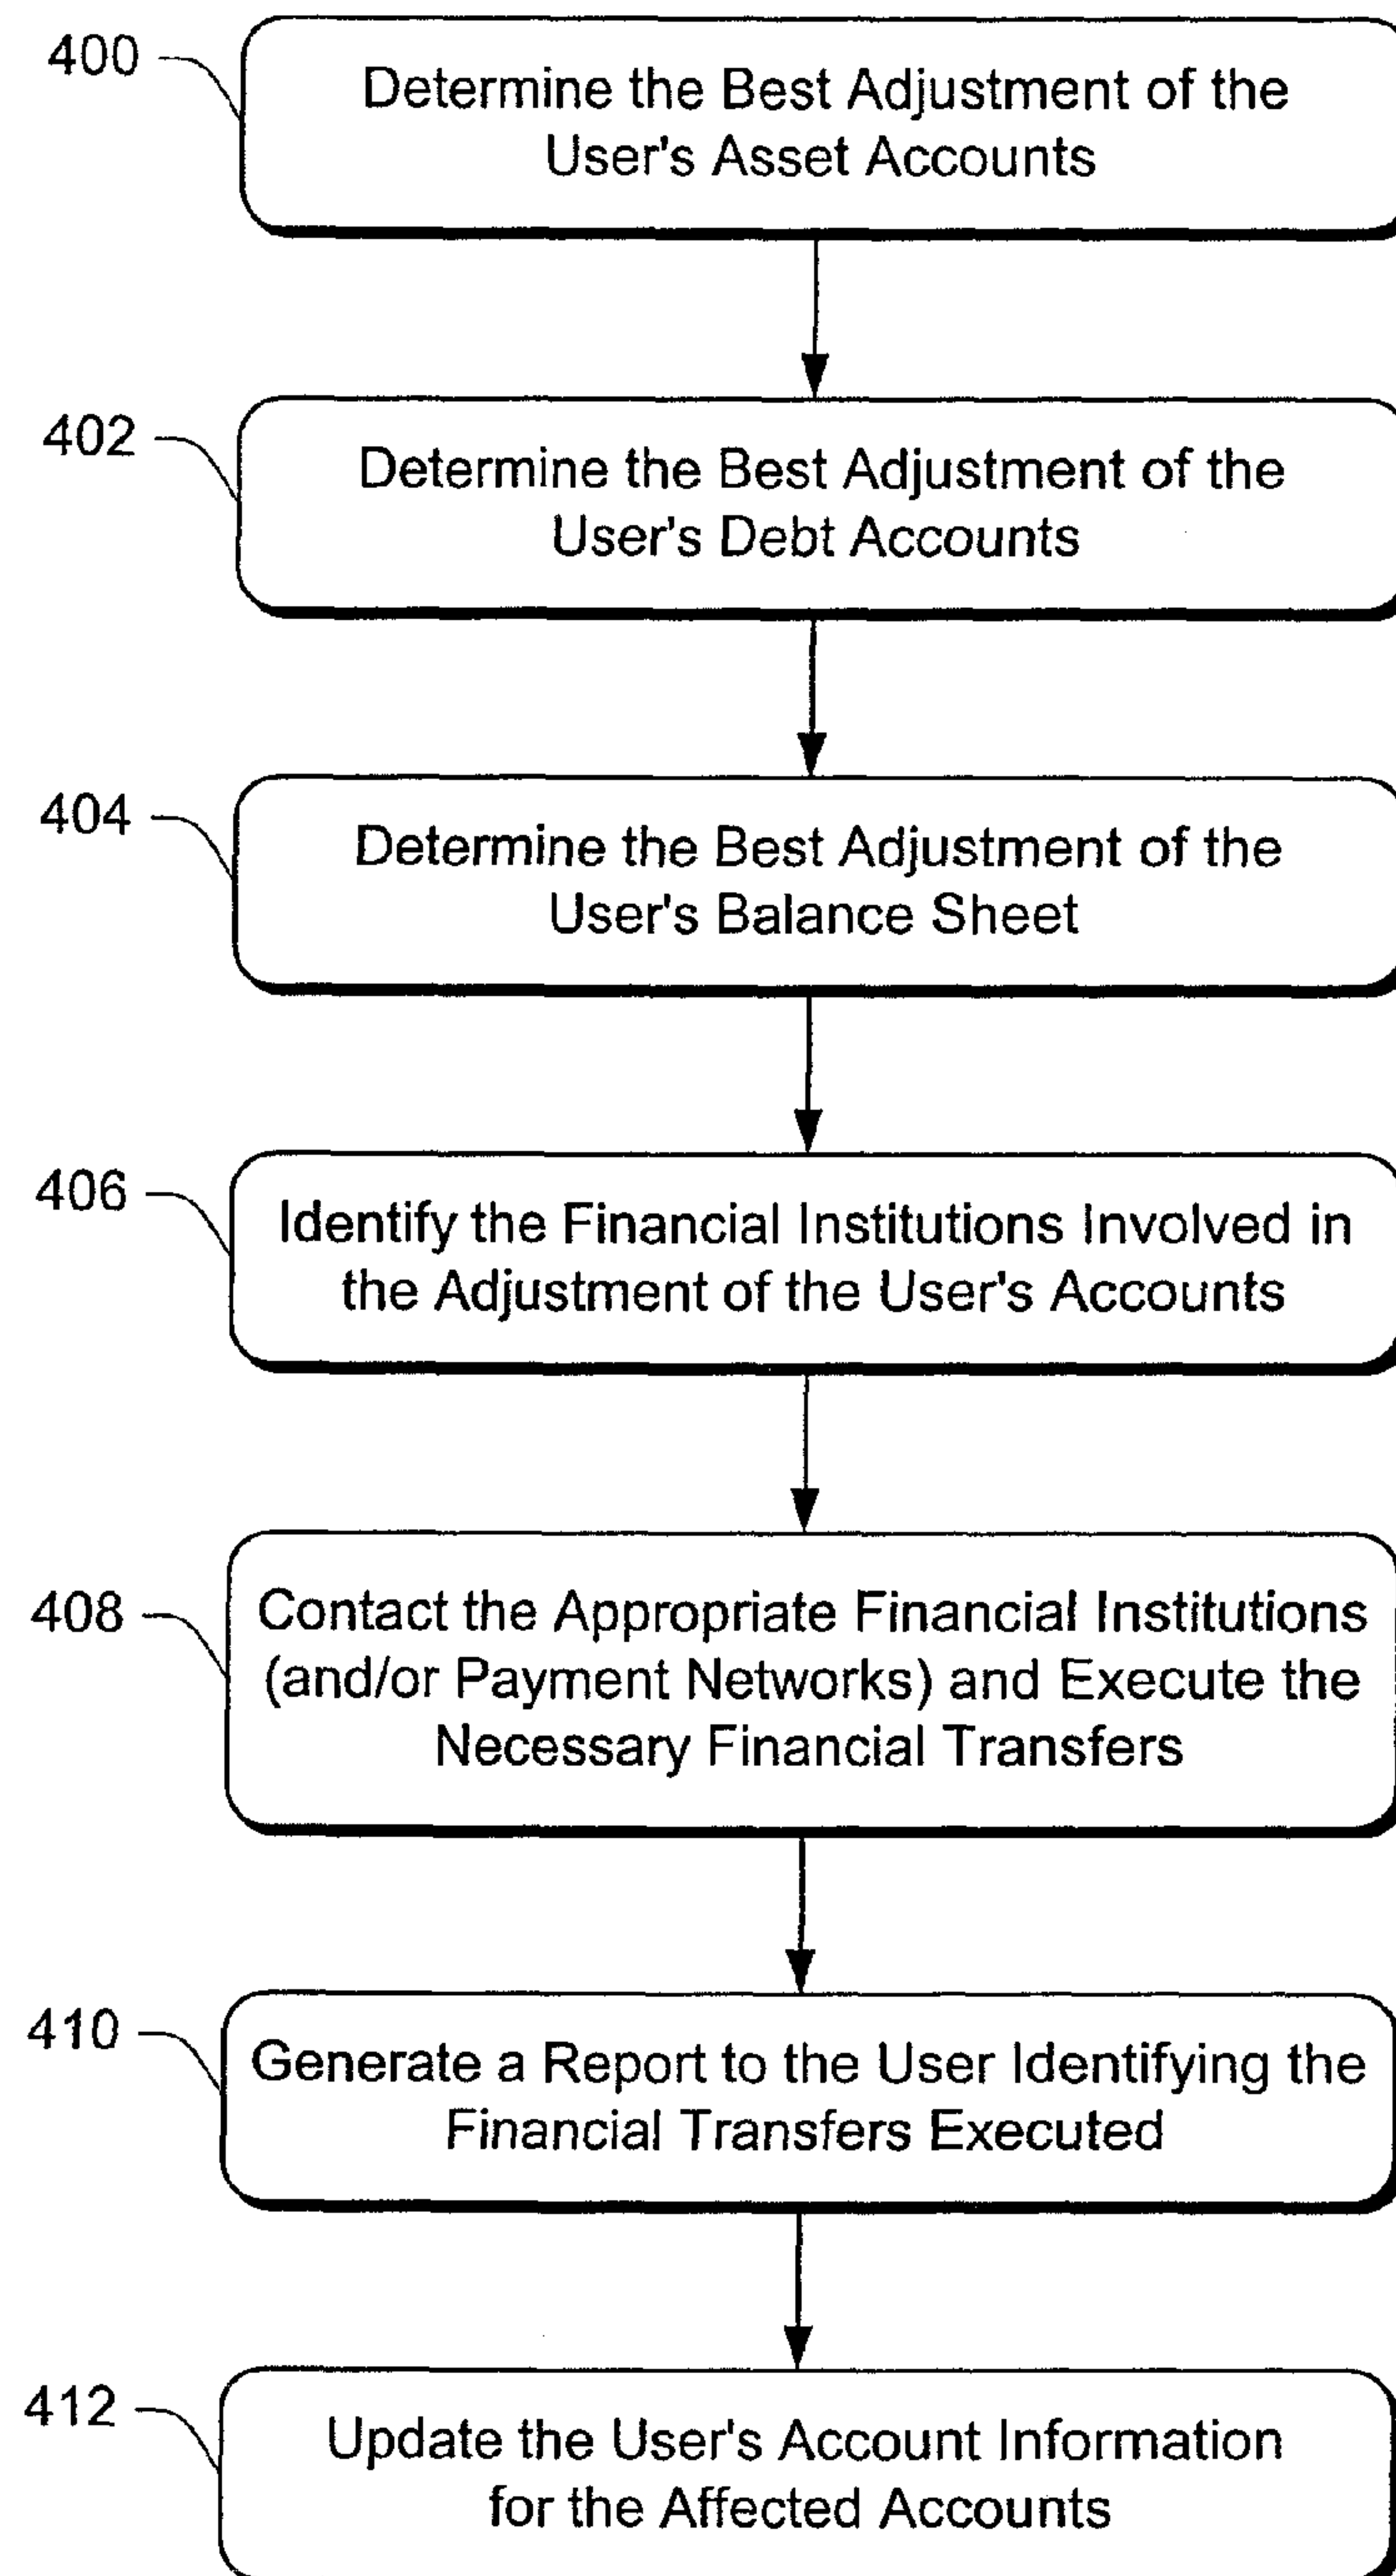 400
Determine the Best Adjustment of the
User's Asset Accounts
402
Determine the Best Adjustment of the
User's Debt Accounts
404
Determine the Best Adjustment of the
User's Balance Sheet
406
Identify the Financial Institutions Involved in
the Adjustment of the User's Accounts
408
Contact the Appropriate Financial Institutions
(and/or Payment Networks) and Execute the
Necessary Financial Transfers
410
Generate a Report to the User Identifying the
Financial Transfers Executed
412
Update the User's Account Information
for the Affected Accounts